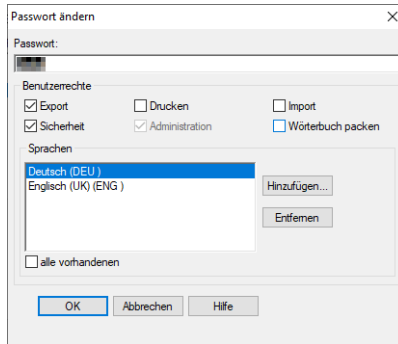 Passwort ändern
Passwort:
Benutzerrechte
Export Drucken Import
Sicherheit Administration Wörterbuch packen
Sprachen
Deutsch (DEU )
Englisch (UK) (ENG )
Hinzufügen...
Entfernen
alle vorhandenen
OK Abbrechen Hilfe